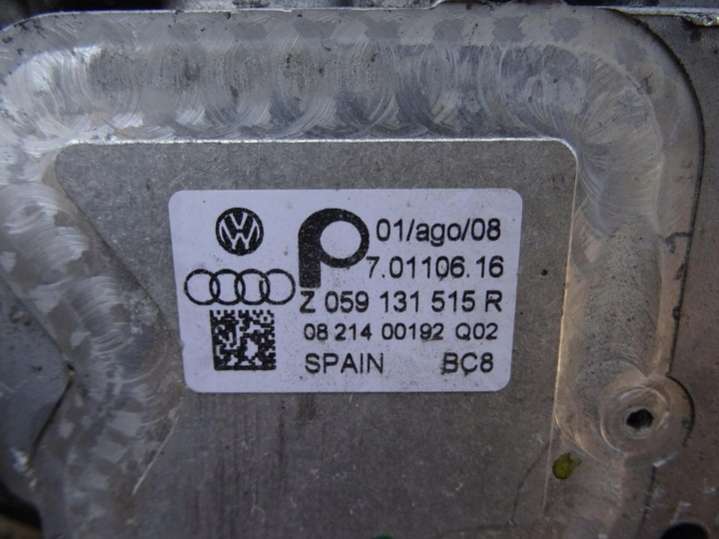 01/ago/08
7.01106.16
Z 059 131 515 R
08 214 00192 Q02
SPAIN BC8